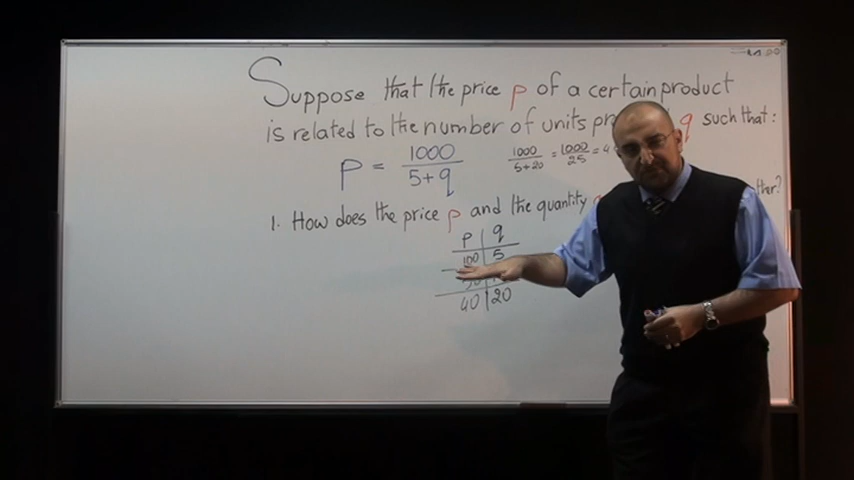 Suppose that the price p of a certain product
is related to the number of units q such that:
p = 1000 / 5+q
1000 / 5+20 = 1000 / 25 = 4
1. How does the price p and the quantity
p | q
100 | 5
40 | 20